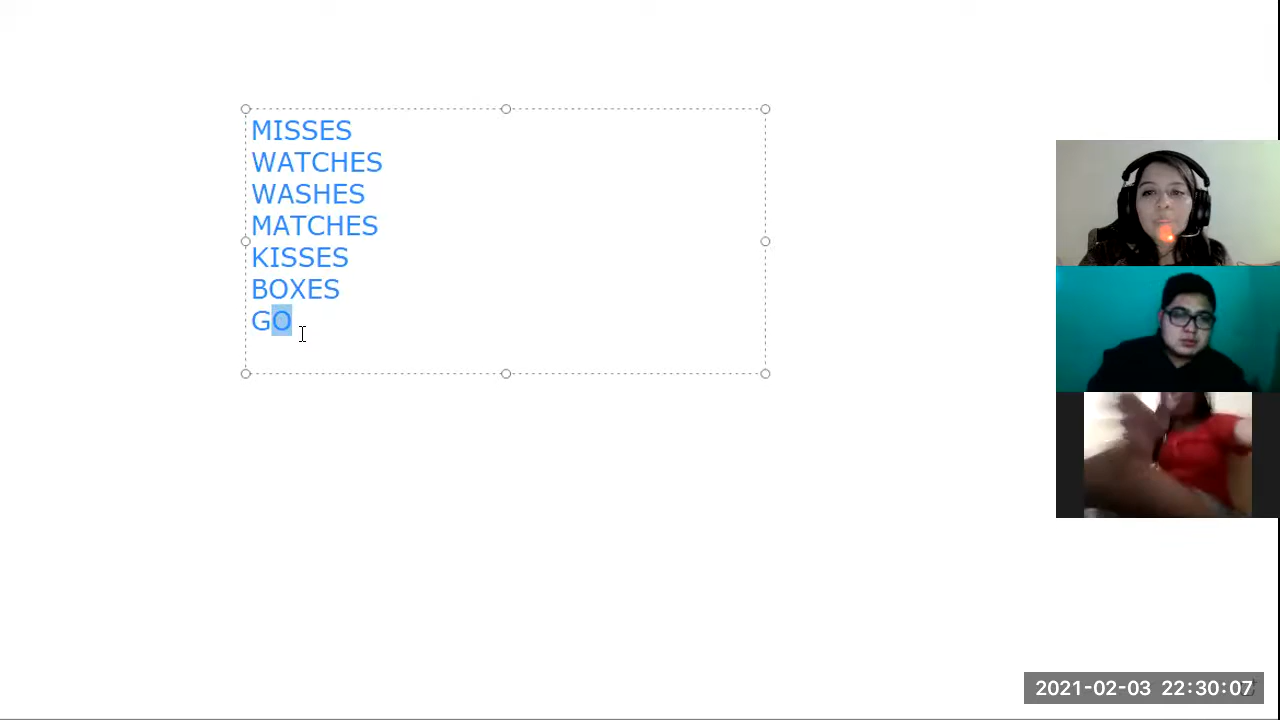 MISSES
WATCHES
WASHES
MATCHES
KISSES
BOXES
GO
2021-02-03 22:30:07